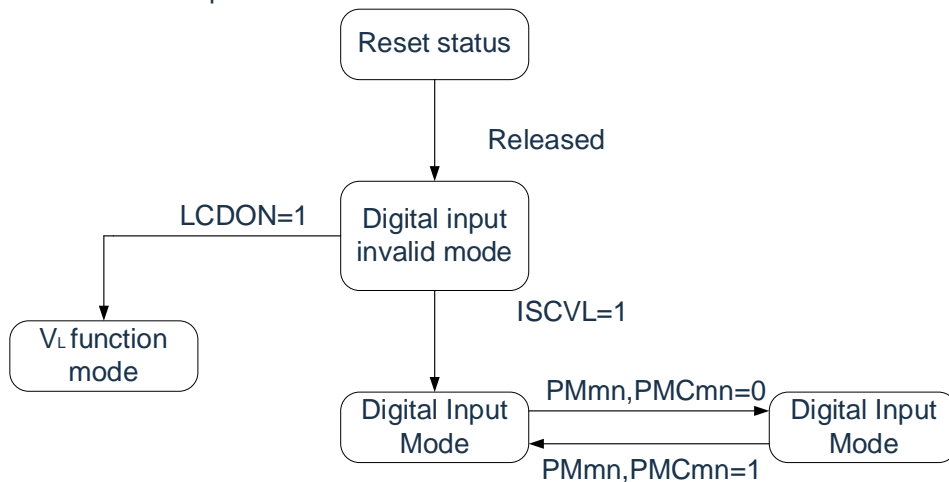 Reset status
Released
LCDON=1
Digital input
invalid mode
ISCVL=1
VL function
mode
Digital Input
Mode
PMmn,PMCmn=0
PMmn,PMCmn=1
Digital Input
Mode